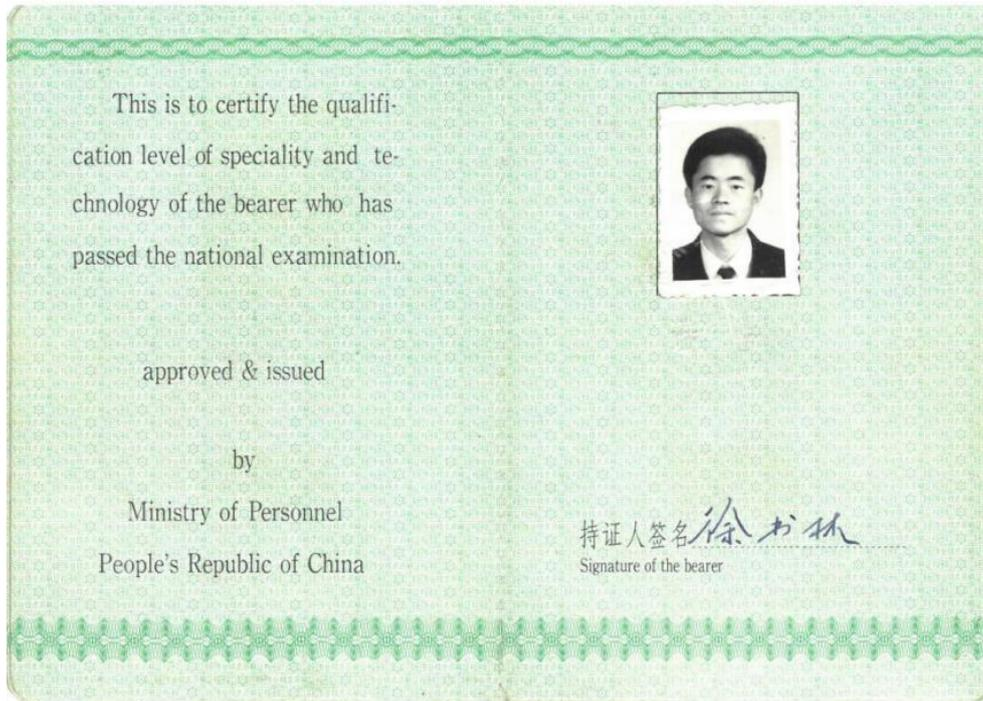 This is to certify the qualifi-
cation level of speciality and te-
chnology of the bearer who has
passed the national examination.
approved & issued
by
Ministry of Personnel
People's Republic of China
持证人签名 徐书林
Signature of the bearer